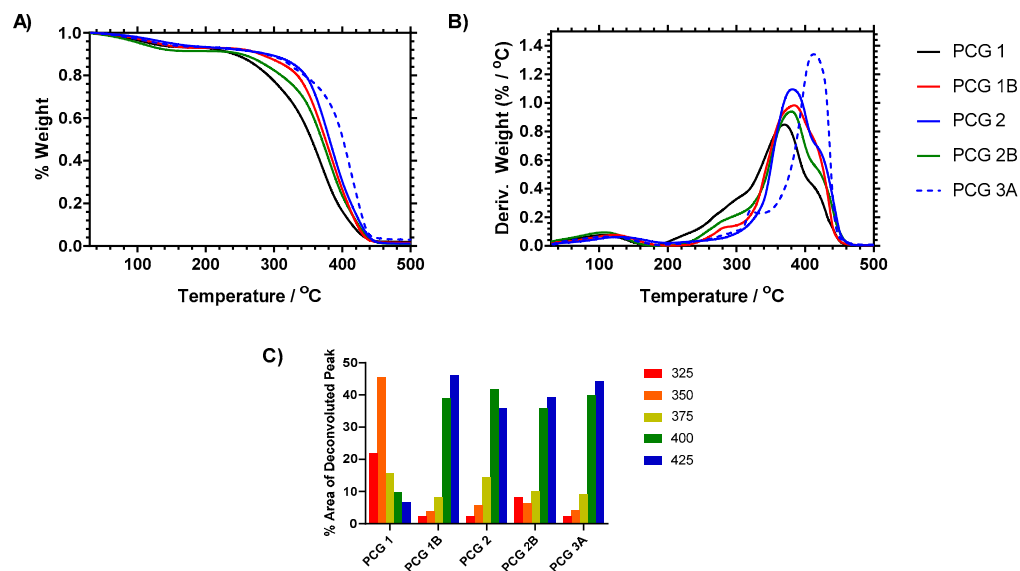 A)
% Weight
1.0
0.8
0.6
0.4
0.2
0.0
100 200 300 400 500
Temperature / °C
B)
Deriv. Weight (% / °C)
1.4
1.2
1.0
0.8
0.6
0.4
0.2
0.0
100 200 300 400 500
Temperature / °C
PCG 1
PCG 1B
PCG 2
PCG 2B
PCG 3A
C)
% Area of Deconvoluted Peak
50
40
30
20
10
0
PCG 1
PCG 1B
PCG 2
PCG 2B
PCG 3A
325
350
375
400
425